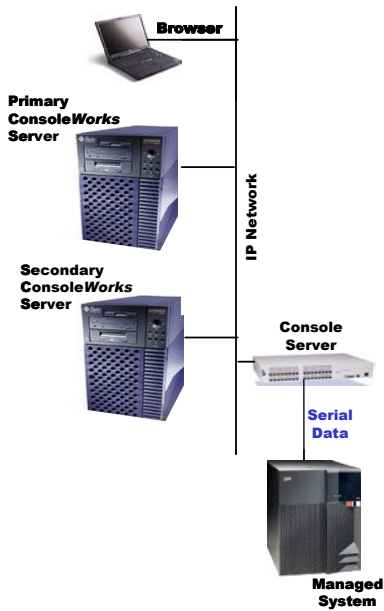 Browser
Primary
ConsoleWorks
Server
IP Network
Secondary
ConsoleWorks
Server
Console
Server
Serial
Data
Managed
System